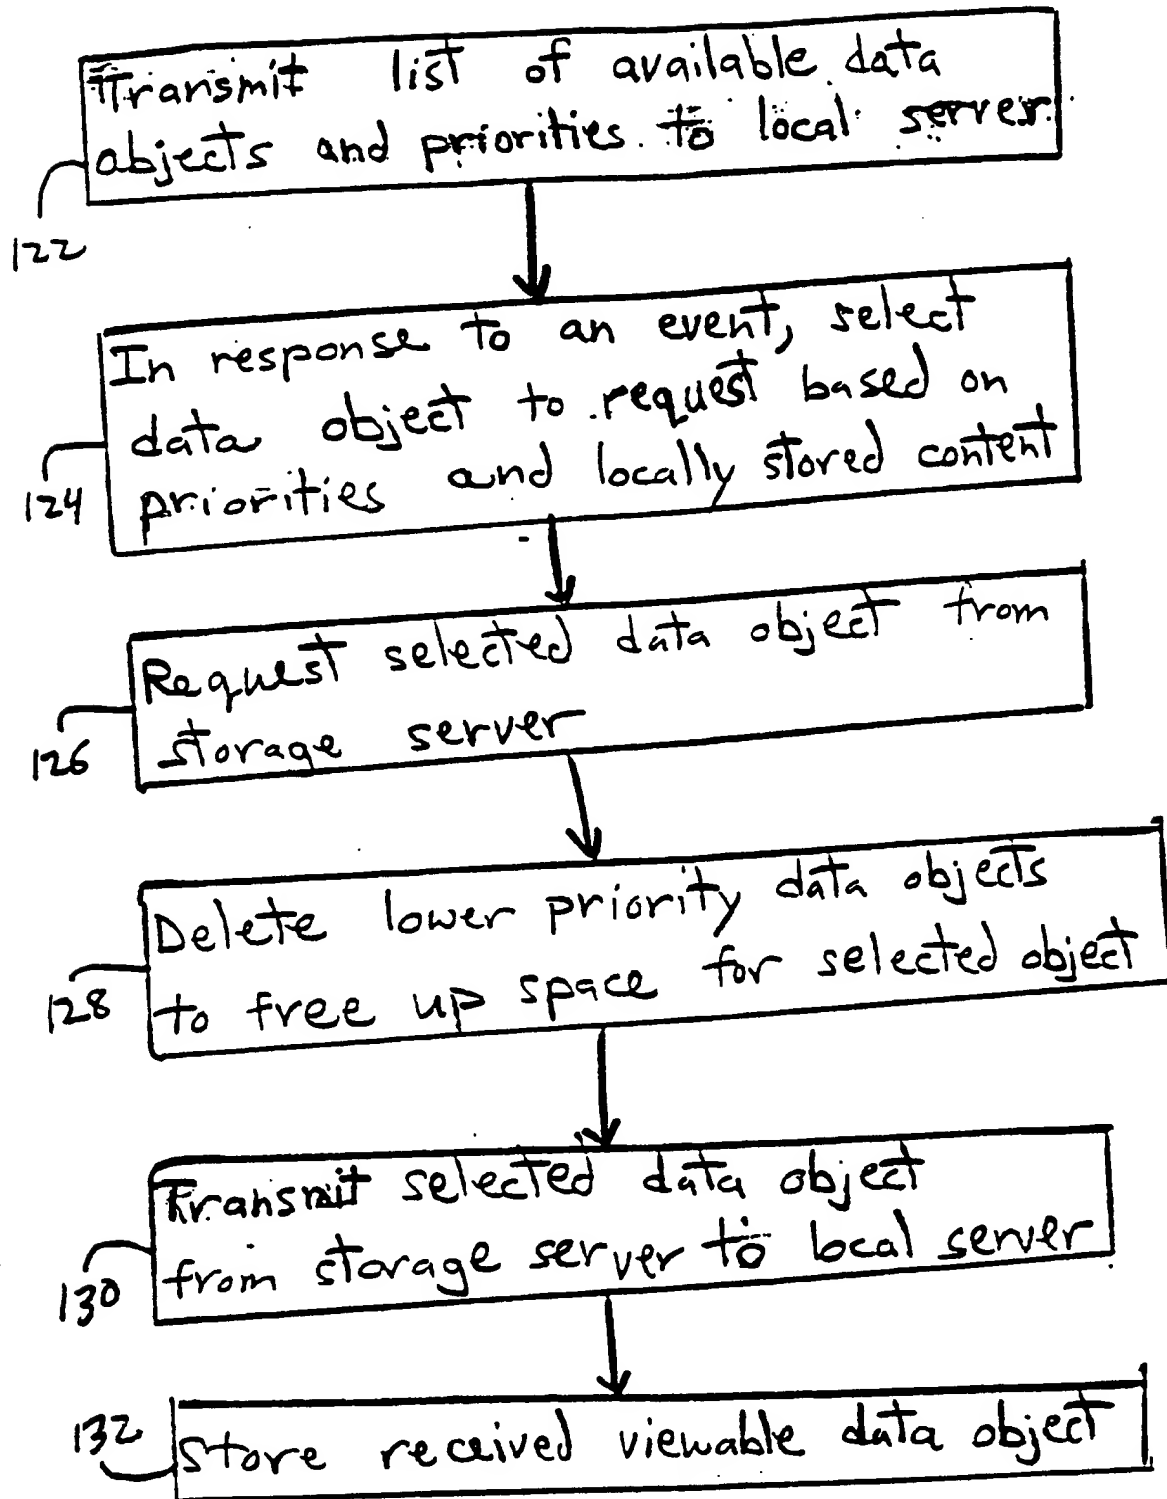 Transmit list of available data
objects and priorities to local server.
122
In response to an event, select
data object to request based on
priorities and locally stored content
124
Request selected data object from
storage server
126
Delete lower priority data objects
to free up space for selected object
128
Transmit selected data object
from storage server to local server
130
Store received viewable data object
132